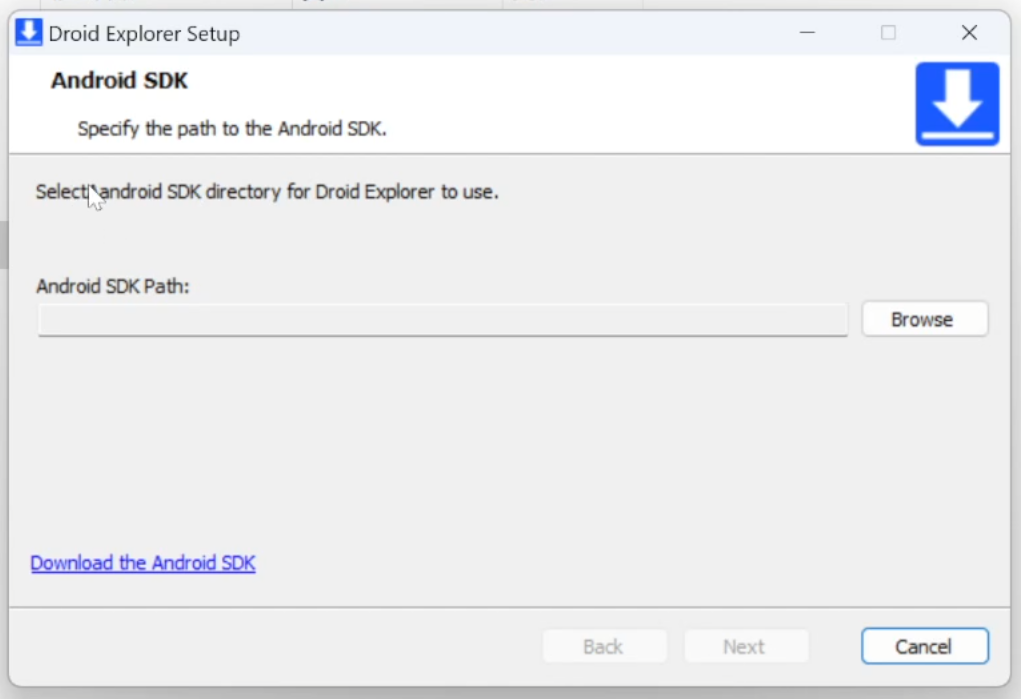 Droid Explorer Setup
Android SDK
Specify the path to the Android SDK.
Select android SDK directory for Droid Explorer to use.
Android SDK Path:
Browse
Download the Android SDK
Back
Next
Cancel